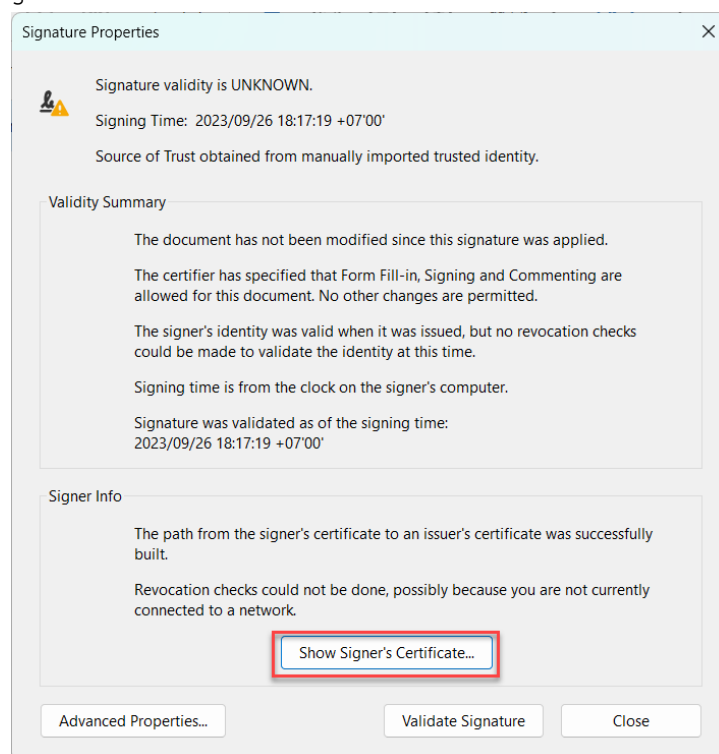 Signature Properties
Signature validity is UNKNOWN.
Signing Time: 2023/09/26 18:17:19 +07'00'
Source of Trust obtained from manually imported trusted identity.
Validity Summary
The document has not been modified since this signature was applied.
The certifier has specified that Form Fill-in, Signing and Commenting are
allowed for this document. No other changes are permitted.
The signer's identity was valid when it was issued, but no revocation checks
could be made to validate the identity at this time.
Signing time is from the clock on the signer's computer.
Signature was validated as of the signing time:
2023/09/26 18:17:19 +07'00'
Signer Info
The path from the signer's certificate to an issuer's certificate was successfully
built.
Revocation checks could not be done, possibly because you are not currently
connected to a network.
Show Signer's Certificate...
Advanced Properties...
Validate Signature
Close